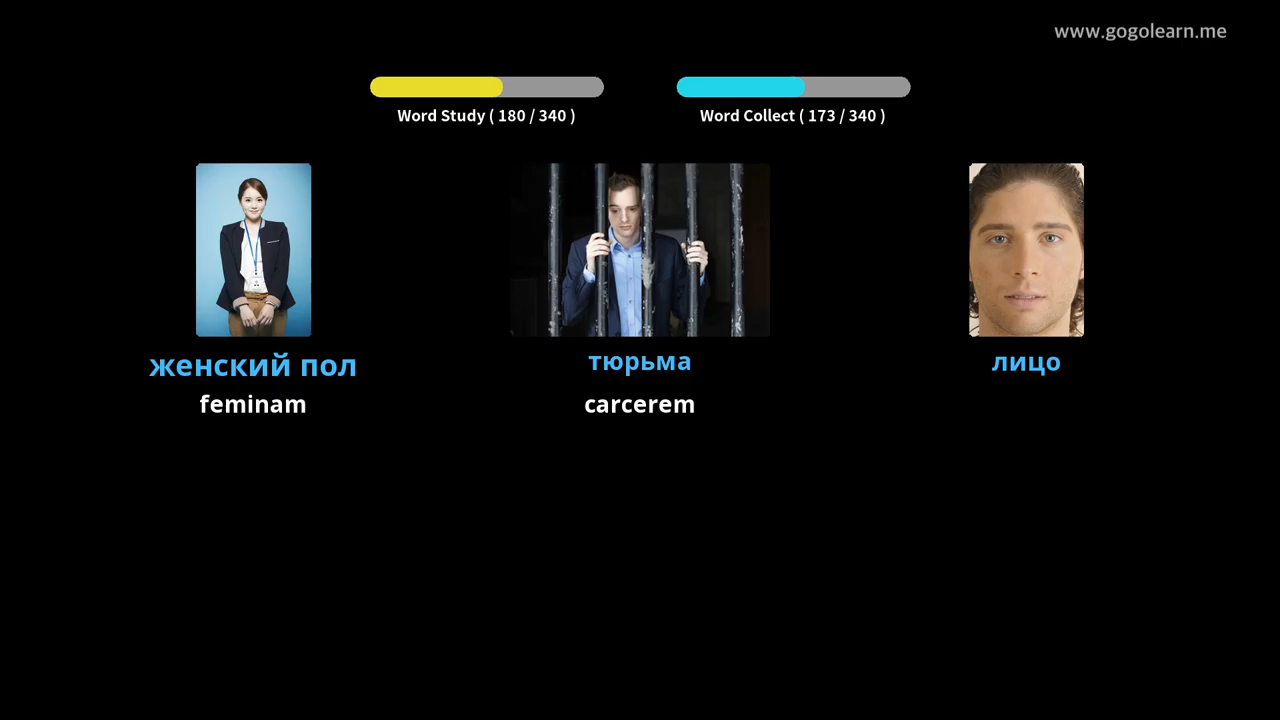 www.gogolearn.me
Word Study ( 180 / 340 )
Word Collect ( 173 / 340 )
женский пол
тюрьма
лицо
feminam
carcerem